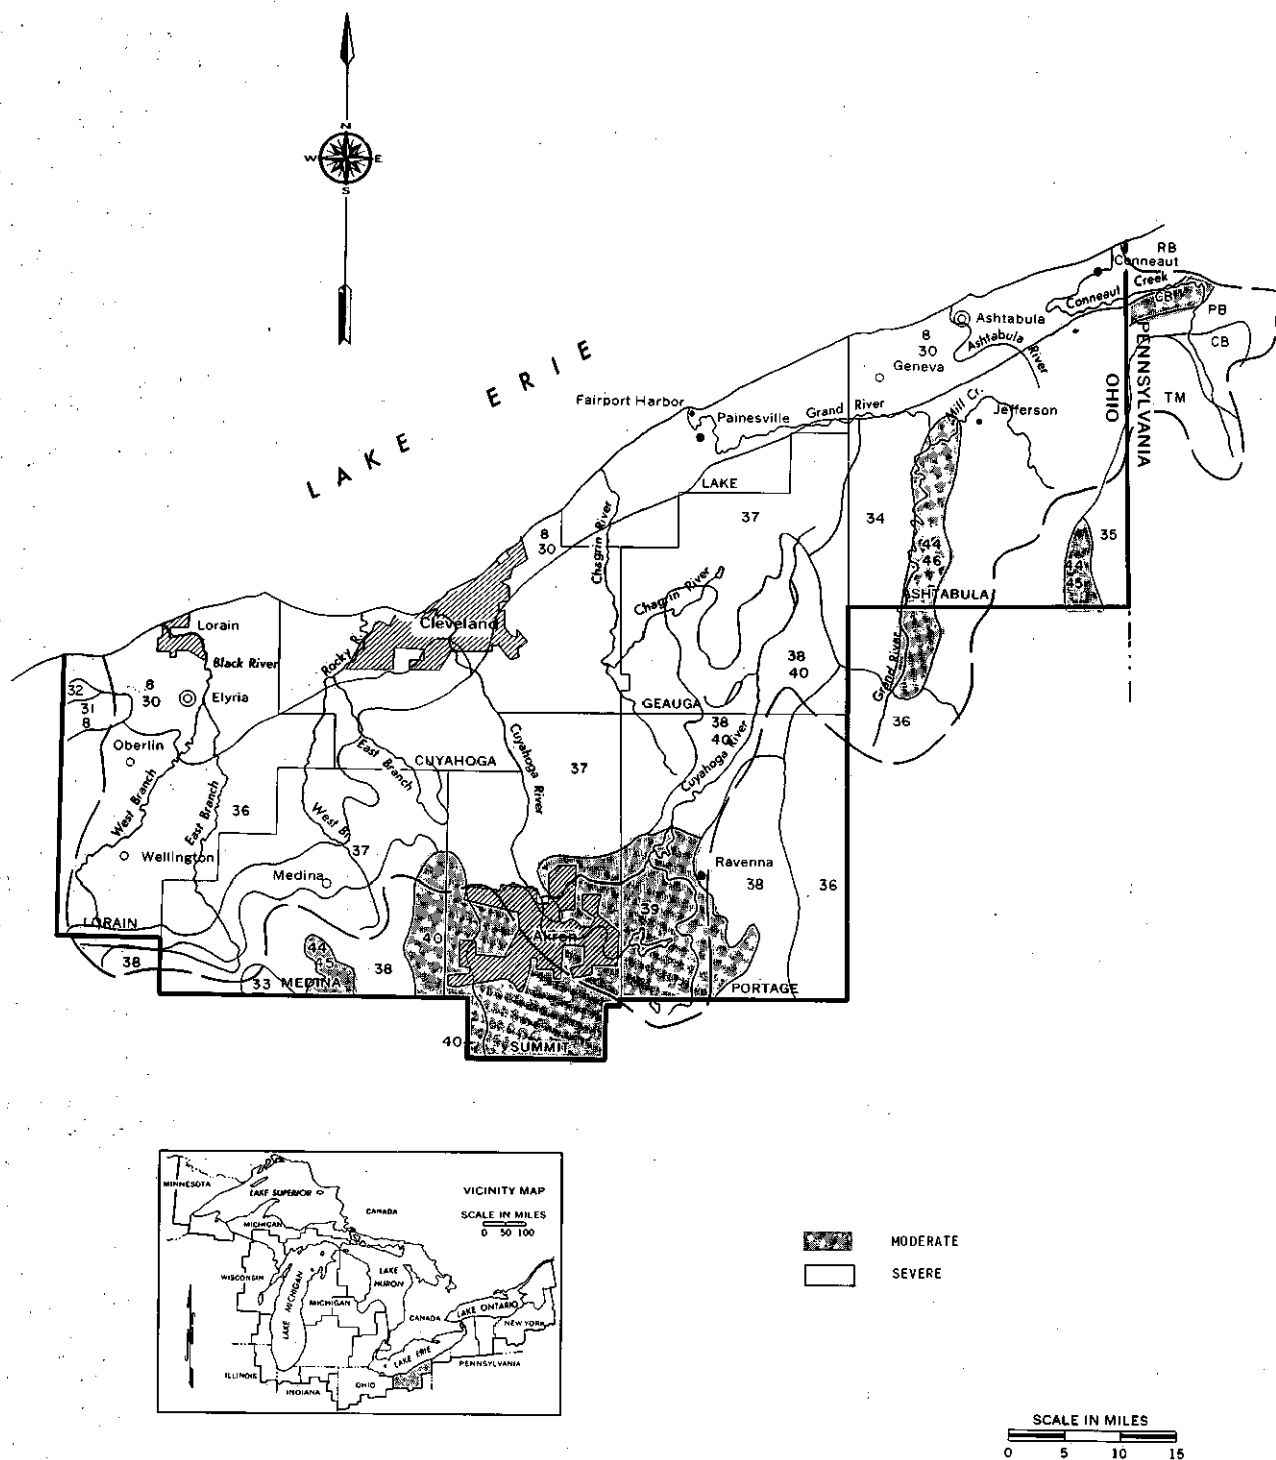 N
W E
S
LAKE ERIE
RB
Conneaut
Conneaut Creek
CB
PB
CB
TM
PENNSYLVANIA
OHIO
Ashtabula
Ashtabula River
8
30
Geneva
Mill Cr.
Jefferson
Fairport Harbor
Painesville
Grand River
LAKE
37
34
35
44
46
44
45
ASHTABULA
Grand River
36
8
30
Chagrin River
Chagrin River
38
40
GEAUGA
38
40
Cuyahoga River
Cleveland
Rocky R.
Lorain
Black River
32
31
8
8
30
Elyria
Oberlin
West Branch
East Branch
36
Wellington
LORAIN
38
CUYAHOGA
East Branch
West Br.
37
Cuyahoga River
37
Medina
44
45
38
33 MEDINA
40
Akron
39
Ravenna
38
36
PORTAGE
40
SUMMIT
MINNESOTA
LAKE SUPERIOR
CANADA
MICHIGAN
WISCONSIN
LAKE MICHIGAN
MICHIGAN
LAKE HURON
CANADA
LAKE ONTARIO
NEW YORK
LAKE ERIE
PENNSYLVANIA
ILLINOIS
INDIANA
OHIO
VICINITY MAP
SCALE IN MILES
0 50 100
MODERATE
SEVERE
SCALE IN MILES
0 5 10 15